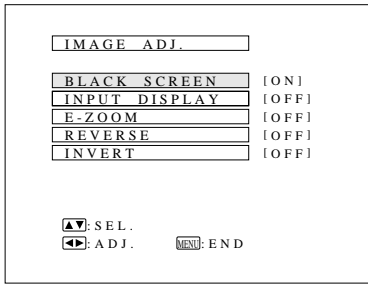 IMAGE ADJ.
BLACK SCREEN [ON]
INPUT DISPLAY [OFF]
E-ZOOM [OFF]
REVERSE [OFF]
INVERT [OFF]
▲▼:SEL.
◀▶:ADJ. MENU:END